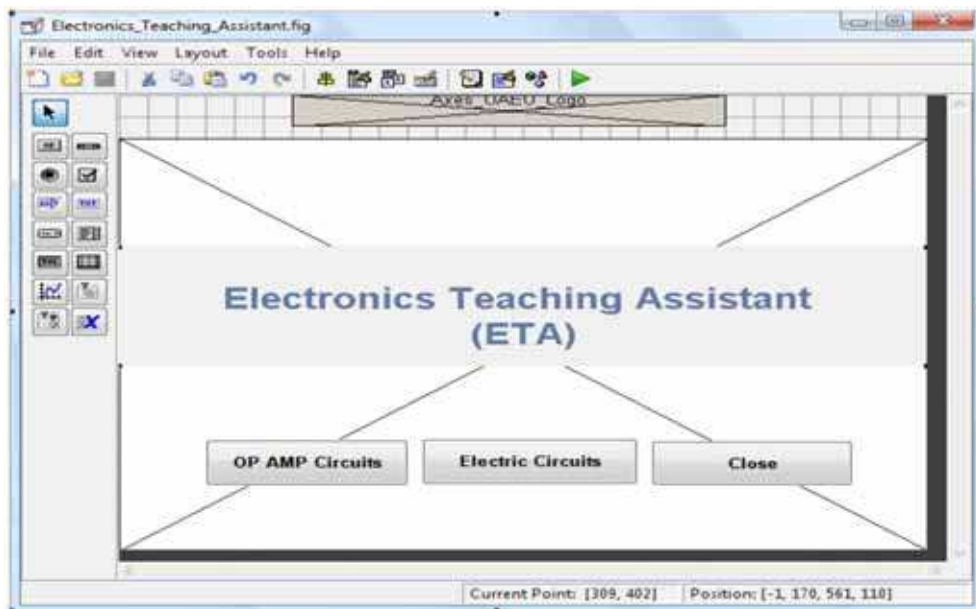 Electronics_Teaching_Assistant.fig
File Edit View Layout Tools Help
Axes_UAEU_Logo
Electronics Teaching Assistant
(ETA)
OP AMP Circuits
Electric Circuits
Close
Current Point: [309, 402] Position: [-1, 170, 561, 110]